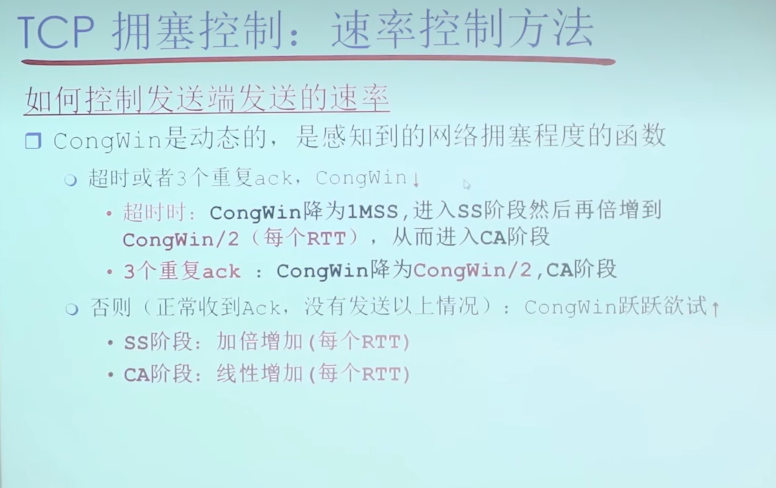 TCP 拥塞控制：速率控制方法
如何控制发送端发送的速率
CongWin是动态的，是感知到的网络拥塞程度的函数
超时或者3个重复ack，CongWin↓
• 超时时：CongWin降为1MSS,进入SS阶段然后再倍增到
CongWin/2（每个RTT），从而进入CA阶段
• 3个重复ack ：CongWin降为CongWin/2,CA阶段
否则（正常收到Ack，没有发送以上情况）：CongWin跃跃欲试↑
• SS阶段：加倍增加(每个RTT)
• CA阶段：线性增加(每个RTT)